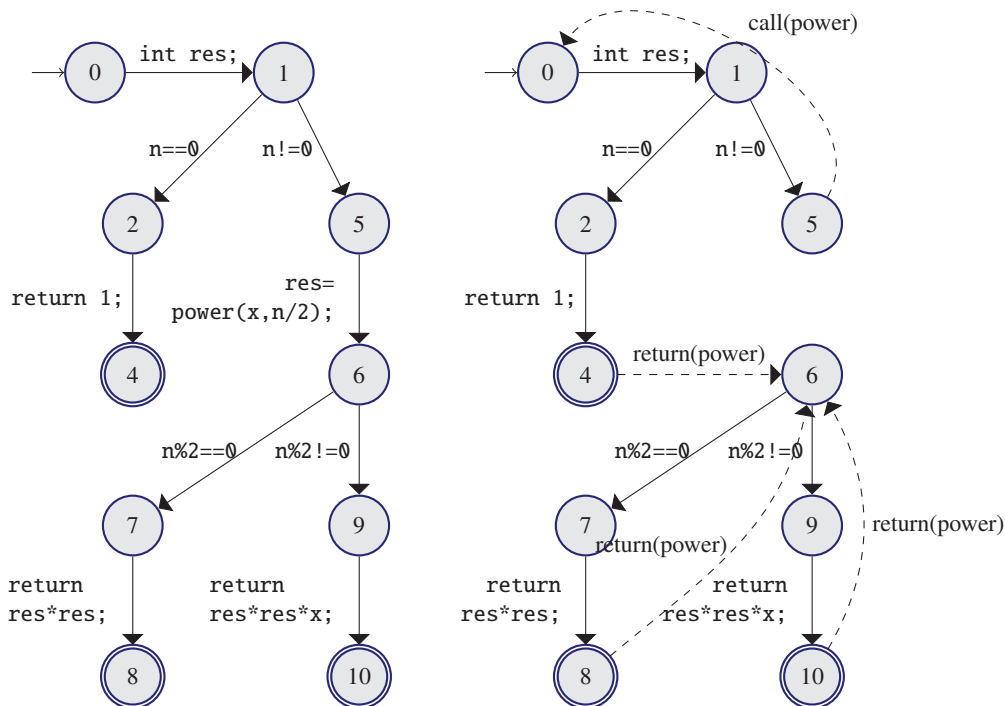 call(power)
0
int res;
1
n==0
n!=0
2
5
return 1;
res=
power(x,n/2);
4
6
n%2==0
n%2!=0
7
9
return
res*res;
return
res*res*x;
8
10
0
int res;
1
n==0
n!=0
2
5
return 1;
4
return(power)
6
n%2==0
n%2!=0
7
return(power)
9
return(power)
return
res*res;
return
res*res*x;
8
10